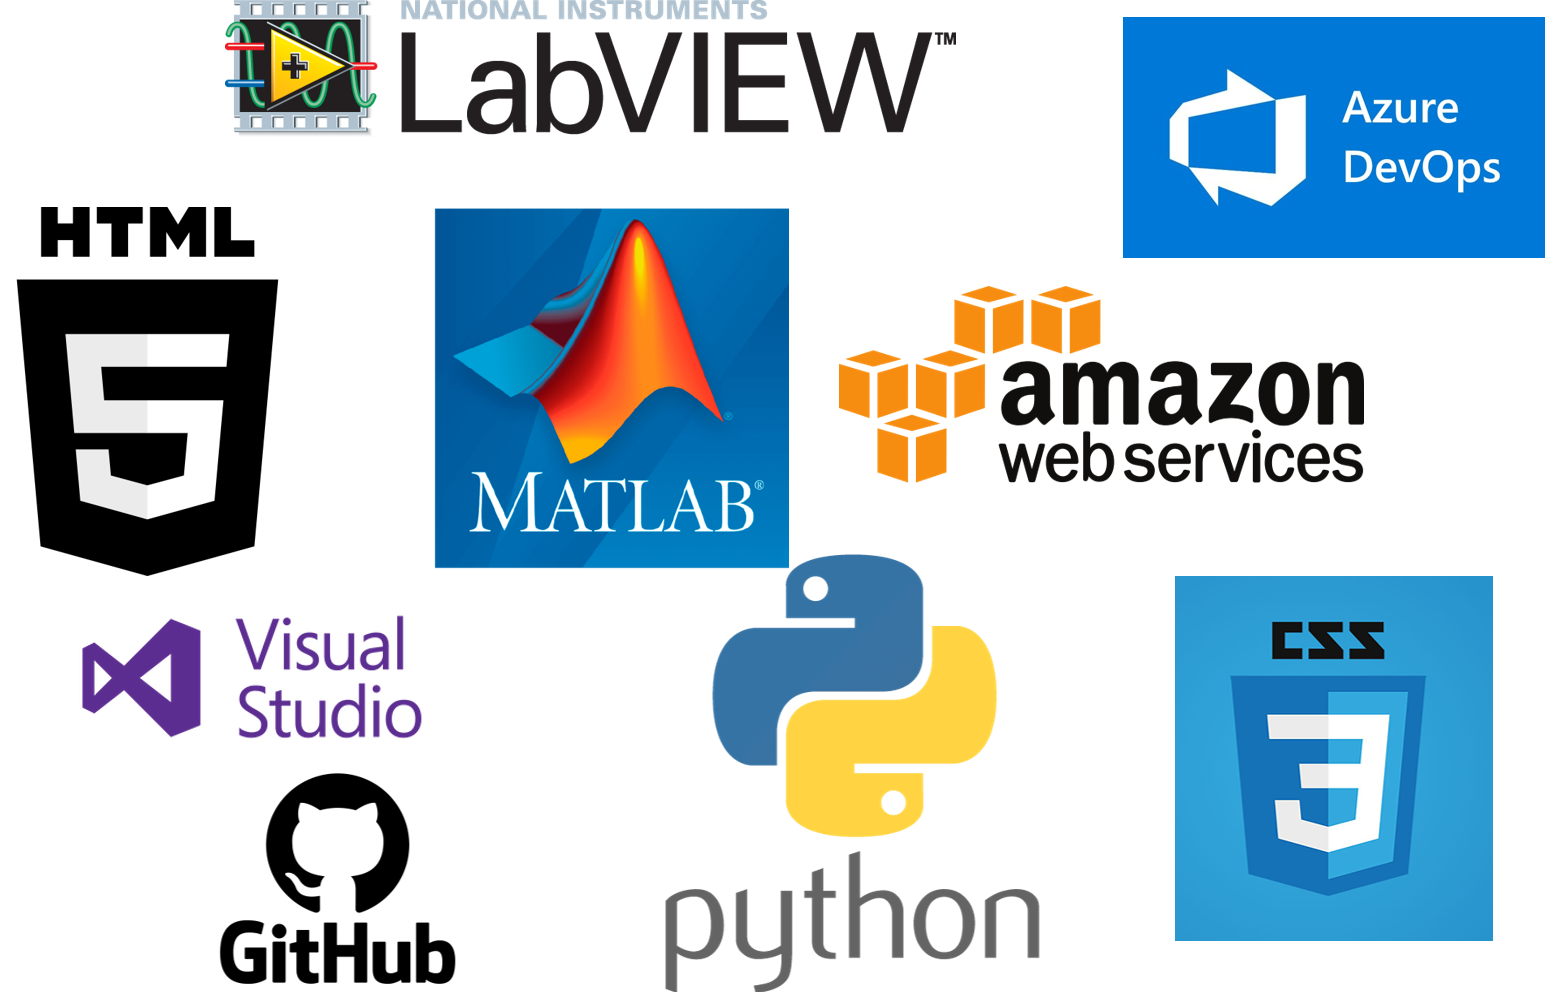 NATIONAL INSTRUMENTS
LabVIEW™
Azure
DevOps
HTML
5
MATLAB®
amazon
web services
Visual
Studio
CSS
3
GitHub
python